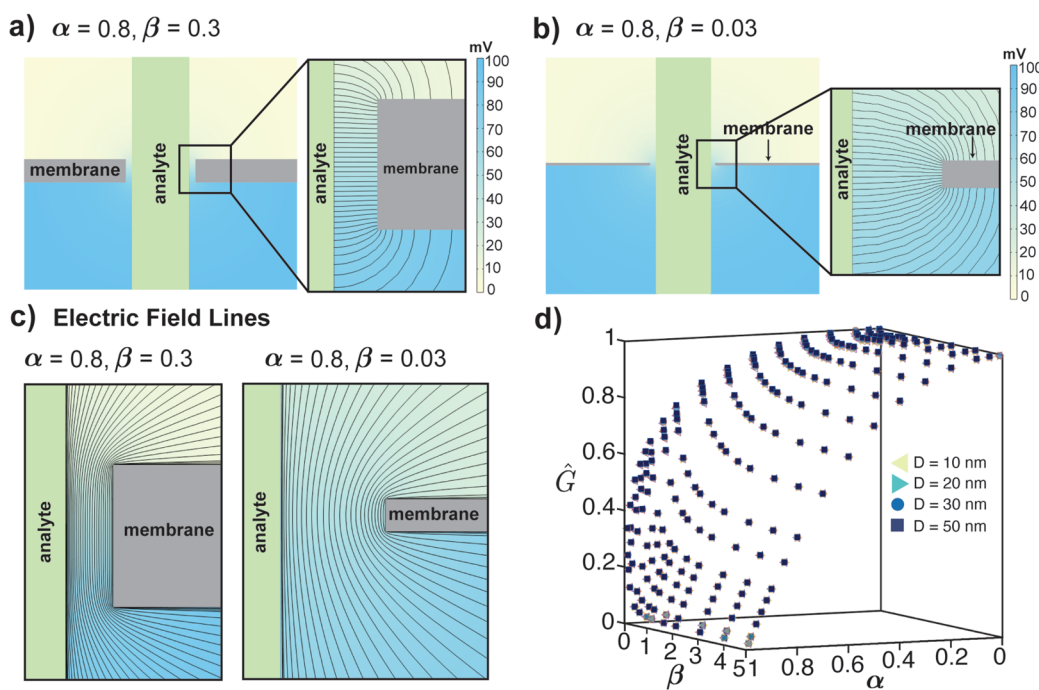 a) α = 0.8, β = 0.3
mV
100
90
80
70
60
50
40
30
20
10
0
membrane
analyte
analyte
membrane
b) α = 0.8, β = 0.03
mV
100
90
80
70
60
50
40
30
20
10
0
membrane
analyte
analyte
membrane
c) Electric Field Lines
α = 0.8, β = 0.3
α = 0.8, β = 0.03
analyte
membrane
analyte
membrane
d)
1
0.8
0.6
0.4
0.2
0
Ĝ
D = 10 nm
D = 20 nm
D = 30 nm
D = 50 nm
0 1 2 3 4 5
β
1 0.8 0.6 0.4 0.2 0
α